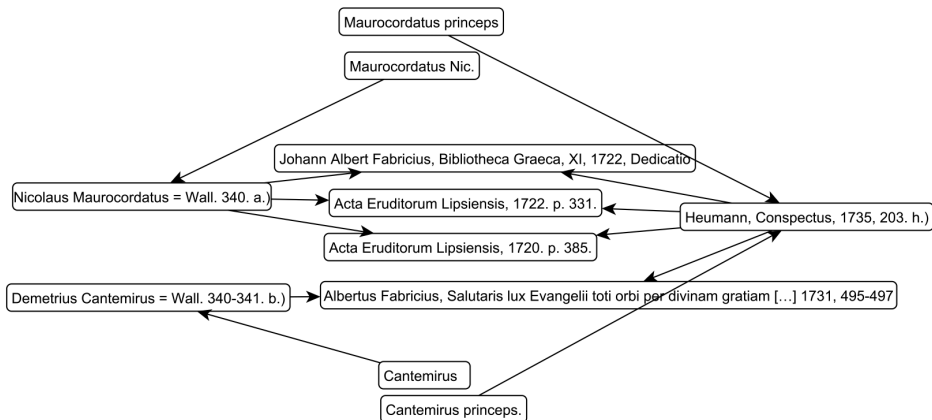 Maurocordatus princeps
Maurocordatus Nic.
Johann Albert Fabricius, Bibliotheca Graeca, XI, 1722, Dedicatio
Nicolaus Maurocordatus = Wall. 340. a.)
Acta Eruditorum Lipsiensis, 1722. p. 331.
Heumann, Conspectus, 1735, 203. h.)
Acta Eruditorum Lipsiensis, 1720. p. 385.
Demetrius Cantemirus = Wall. 340-341. b.)
Albertus Fabricius, Salutaris lux Evangelii toti orbi per divinam gratiam […] 1731, 495-497
Cantemirus
Cantemirus princeps.